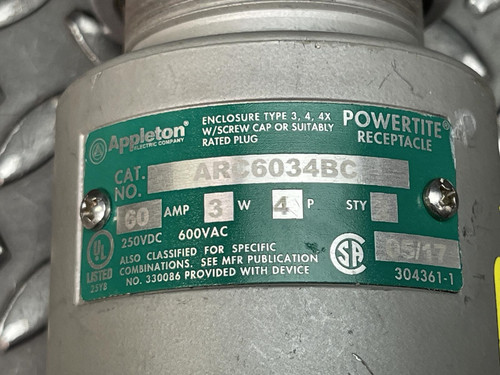 Appleton®
ELECTRIC COMPANY
ENCLOSURE TYPE 3, 4, 4X
W/SCREW CAP OR SUITABLY
RATED PLUG
POWERTITE®
RECEPTACLE
CAT.
NO.
ARC6034BC
60 AMP 3 W 4 P STY
250VDC 600VAC
UL
LISTED
25YB
ALSO CLASSIFIED FOR SPECIFIC
COMBINATIONS. SEE MFR PUBLICATION
NO. 330086 PROVIDED WITH DEVICE
SA
05/17
304361-1